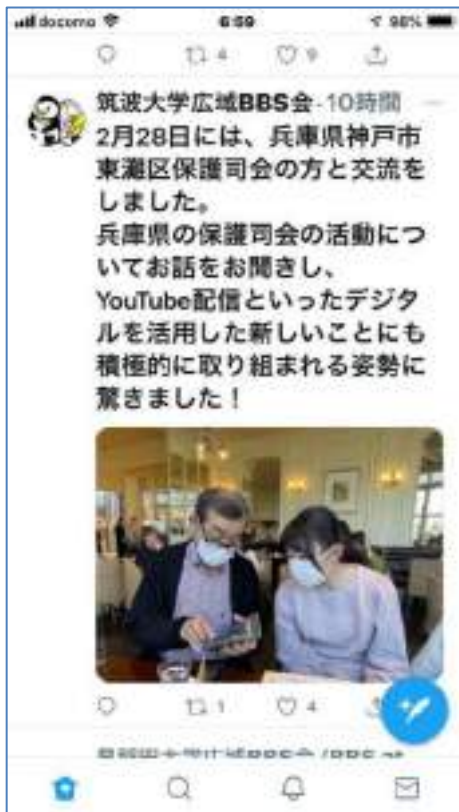 docomo 6:59 98%
4 9
筑波大学広域BBS会·10時間
2月28日には、兵庫県神戸市
東灘区保護司会の方と交流を
しました。
兵庫県の保護司会の活動につ
いてお話をお聞きし、
YouTube配信といったデジタ
ルを活用した新しいことにも
積極的に取り組まれる姿勢に
驚きました！
1 4